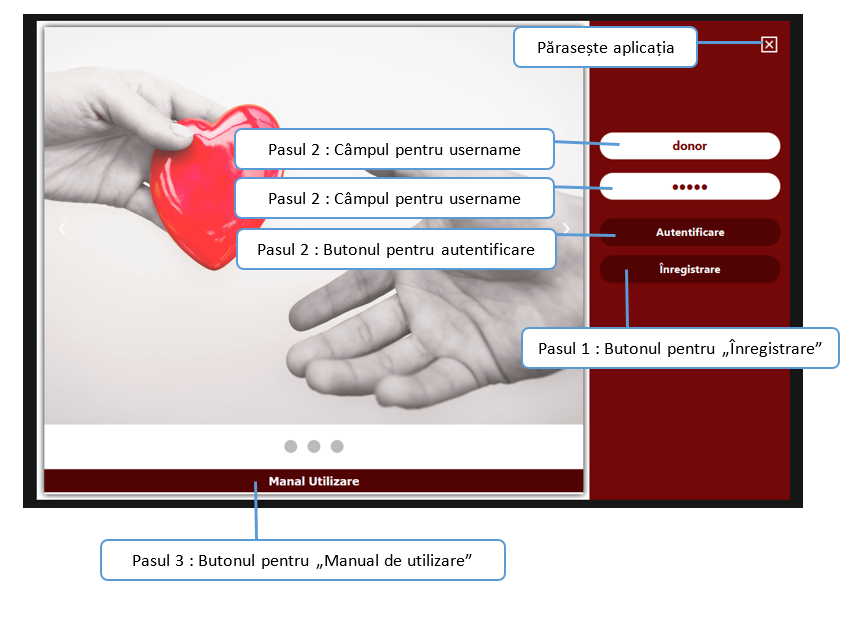 Părasește aplicația
Pasul 2 : Câmpul pentru username
donor
Pasul 2 : Câmpul pentru username
●●●●●
Pasul 2 : Butonul pentru autentificare
Autentificare
Înregistrare
Pasul 1 : Butonul pentru „Înregistrare”
Manal Utilizare
Pasul 3 : Butonul pentru „Manual de utilizare”